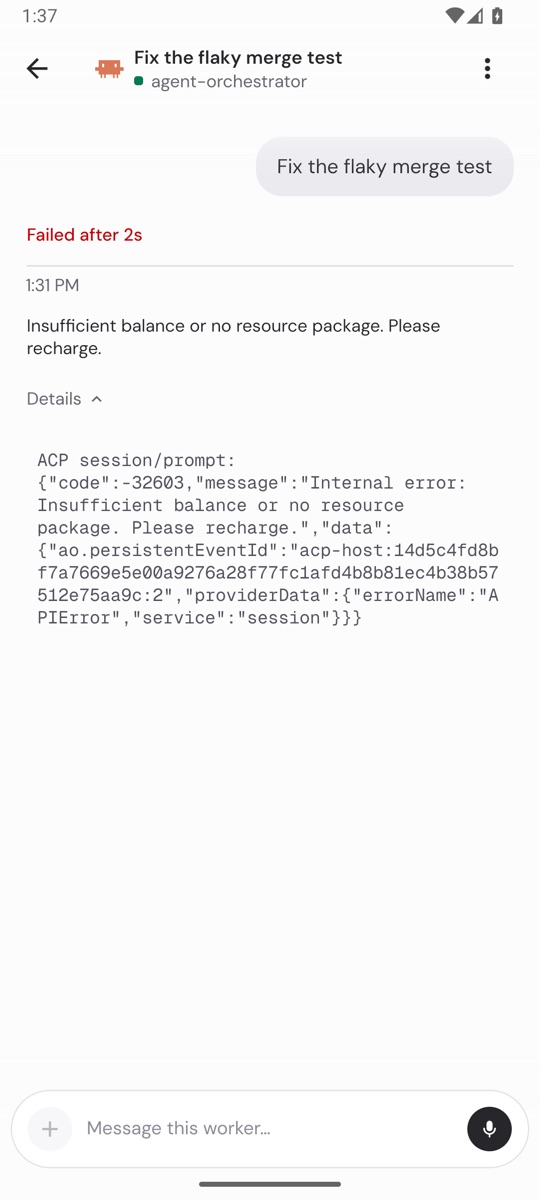 1:37
Fix the flaky merge test
agent-orchestrator
Fix the flaky merge test
Failed after 2s
1:31 PM
Insufficient balance or no resource package. Please
recharge.
Details
ACP session/prompt:
{"code":-32603,"message":"Internal error:
Insufficient balance or no resource
package. Please recharge.","data":
{"ao.persistentEventId":"acp-host:14d5c4fd8b
f7a7669e5e00a9276a28f77fc1afd4b8b81ec4b38b57
512e75aa9c:2","providerData":{"errorName":"A
PIError","service":"session"}}}
Message this worker...